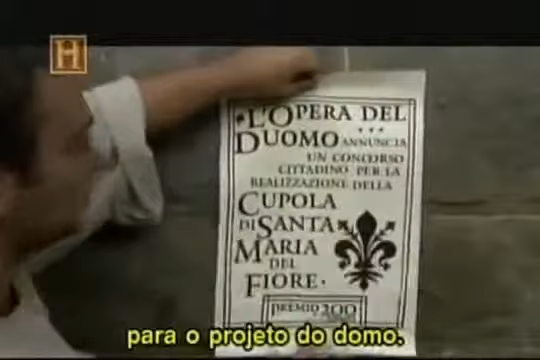 H
L'OPERA DEL
DUOMO ANNUNCIA
UN CONCORSO
CITTADINO PER LA
REALIZZAZIONE DELLA
CUPOLA
DI SANTA
MARIA
DEL
FIORE.
PREMIO 200
para o projeto do domo.